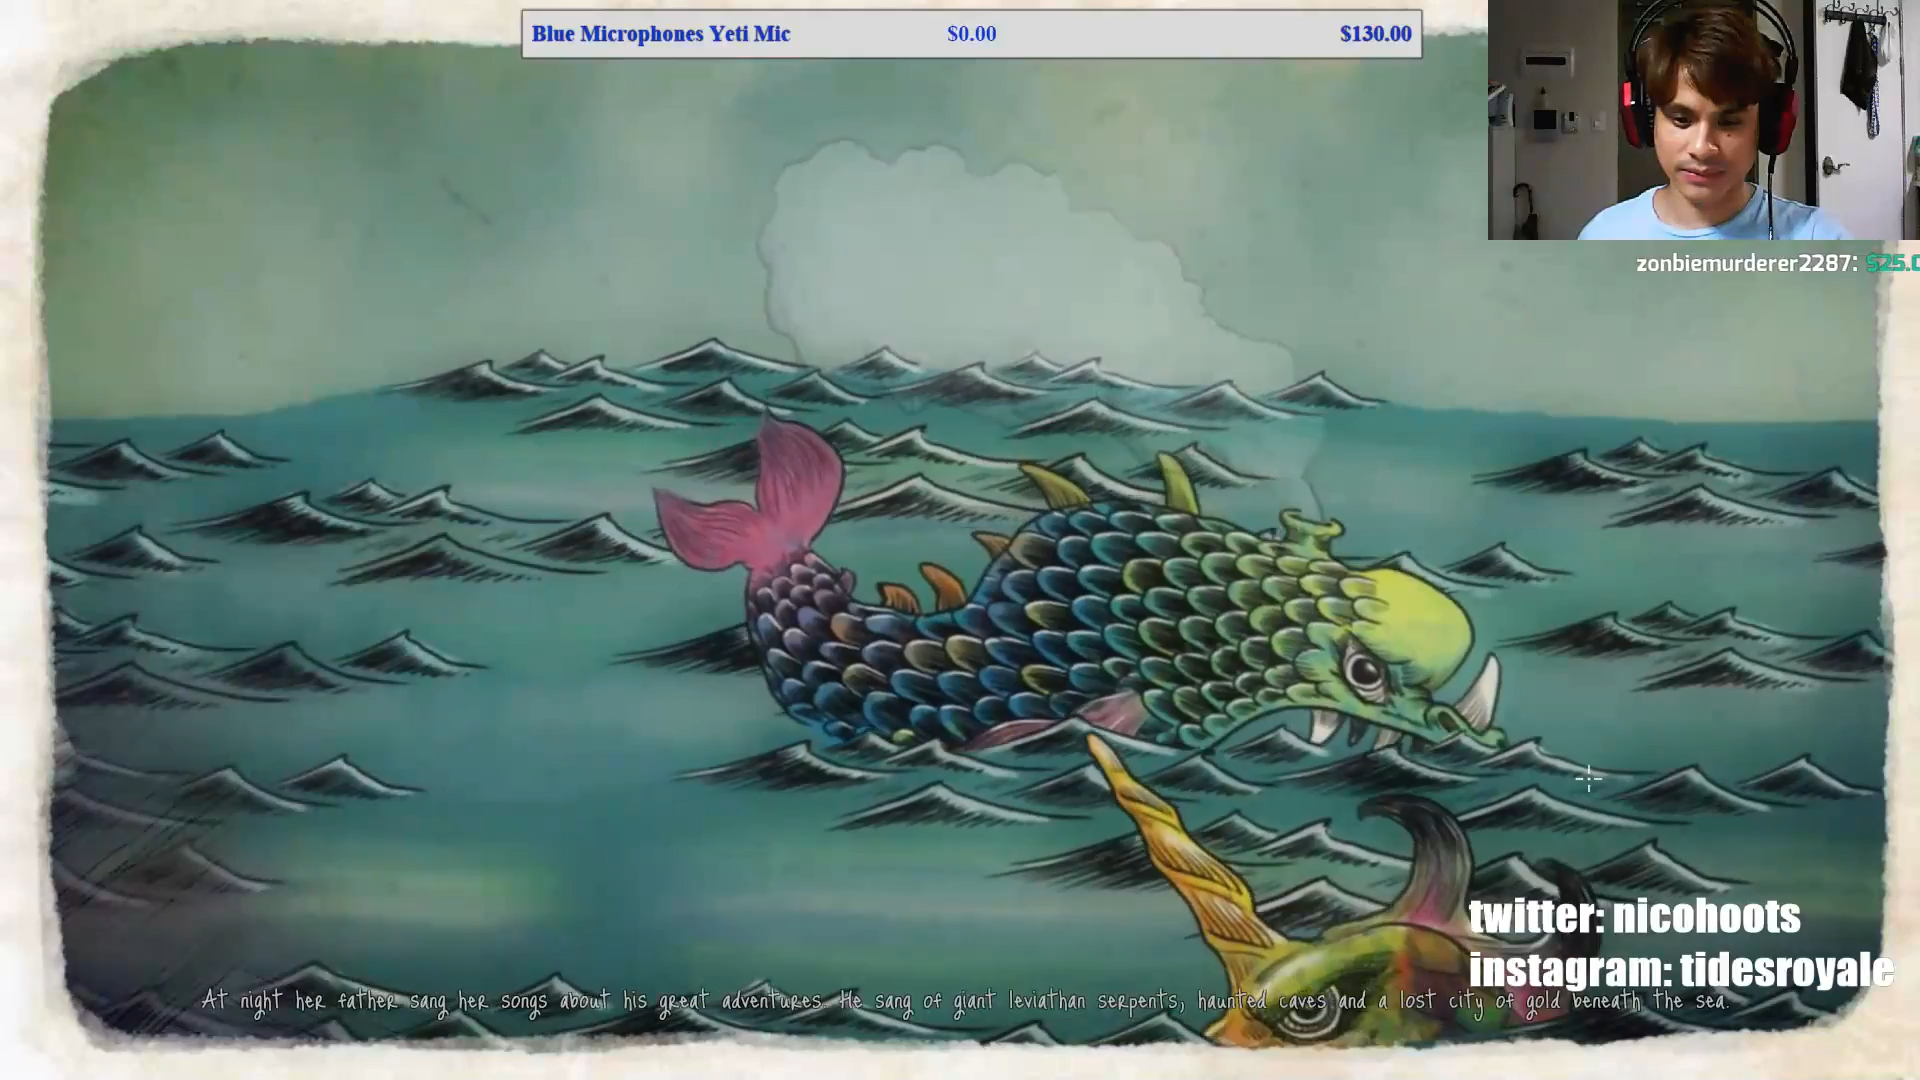 Blue Microphones Yeti Mic $0.00 $130.00
zonbiemurderer2287:
twitter: nicohoots
instagram: tidesroyale
At night her father sang her songs about his great adventures. He sang of giant leviathan serpents, haunted caves and a lost city of gold beneath the sea.